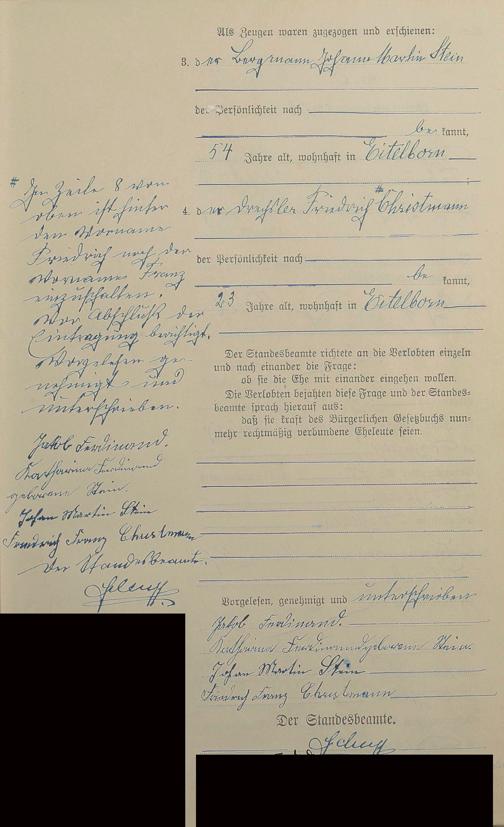 Als Zeugen waren zugezogen und erschienen:
3. der Bergmann Johann Martin Stein
der Persönlichkeit nach
bekannt,
54 Jahre alt, wohnhaft in Eitelborn
4. der Drechsler Friedrich # Christmann
der Persönlichkeit nach
bekannt,
23 Jahre alt, wohnhaft in Eitelborn
Der Standesbeamte richtete an die Verlobten einzeln
und nach einander die Frage:
ob sie die Ehe mit einander eingehen wollen.
Die Verlobten bejahten diese Frage und der Standes-
beamte sprach hierauf aus:
daß sie kraft des Bürgerlichen Gesetzbuchs nun-
mehr rechtmäßig verbundene Eheleute seien.
Vorgelesen, genehmigt und unterschrieben
Jakob Ferdinand.
Katharina Ferdinand geborene Stein.
Johan Martin Stein
Friedrich Franz Christmann
Der Standesbeamte.
# In Zeile 8 von
oben ist hinter
den Vorname
Friedrich noch der
Vorname Franz
einzuschalten.
Vor Abschluß der
Eintragung berichtigt.
Vorgelesen ge-
nehmigt und
unterschrieben.
Jakob Ferdinand.
Katharina Ferdinand
geborene Stein
Johan Martin Stein
Friedrich Franz Christmann
Der Standesbeamte.